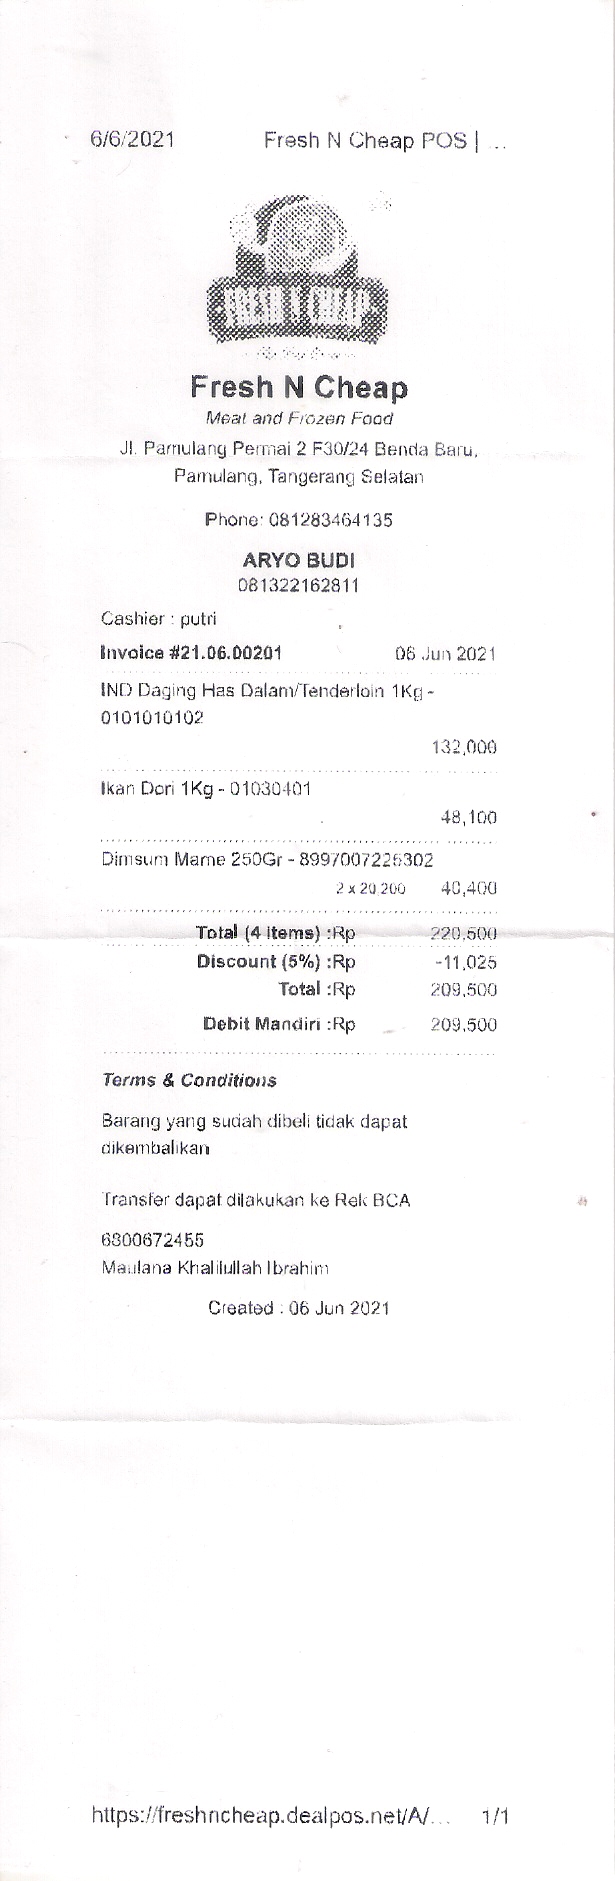 6/6/2021 Fresh N Cheap POS | ...
FRESH N CHEAP
Fresh N Cheap
Meat and Frozen Food
Jl. Pamulang Permai 2 F30/24 Benda Baru,
Pamulang, Tangerang Selatan
Phone: 081283464135
ARYO BUDI
081322162811
Cashier : putri
Invoice #21.06.00201 06 Jun 2021
IND Daging Has Dalam/Tenderloin 1Kg -
0101010102
132,000
Ikan Dori 1Kg - 01030401
48,100
Dimsum Mame 250Gr - 8997007226302
2 x 20,200 40,400
Total (4 items) :Rp 220,500
Discount (5%) :Rp -11,025
Total :Rp 209,500
Debit Mandiri :Rp 209,500
Terms & Conditions
Barang yang sudah dibeli tidak dapat
dikembalikan
Transfer dapat dilakukan ke Rek BCA
6800672455
Maulana Khalilullah Ibrahim
Created : 06 Jun 2021
https://freshncheap.dealpos.net/A/... 1/1